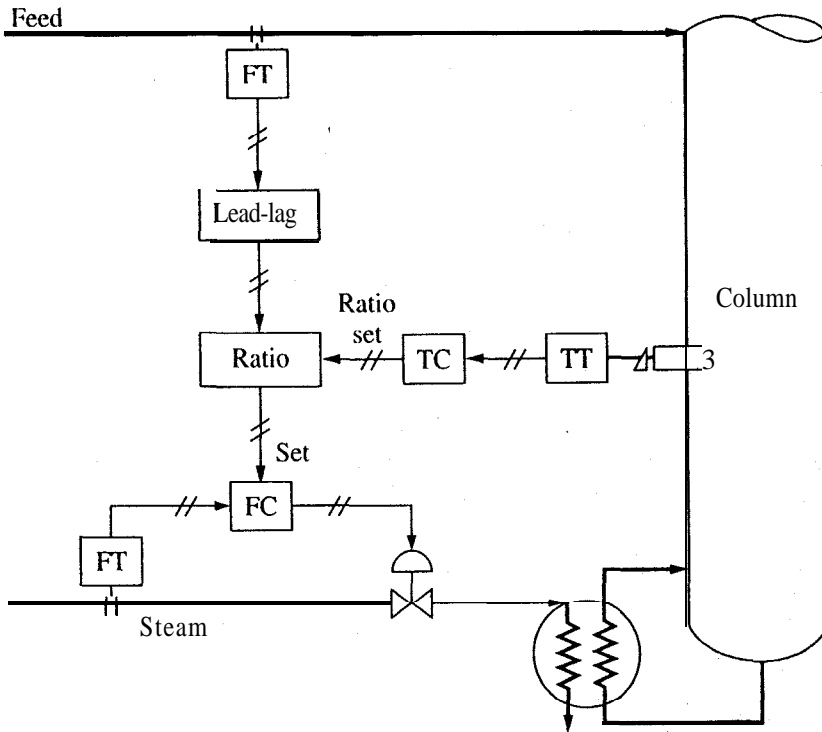 Feed
FT
Lead-lag
Ratio
set
Column
Ratio
TC
TT
3
Set
FC
FT
Steam